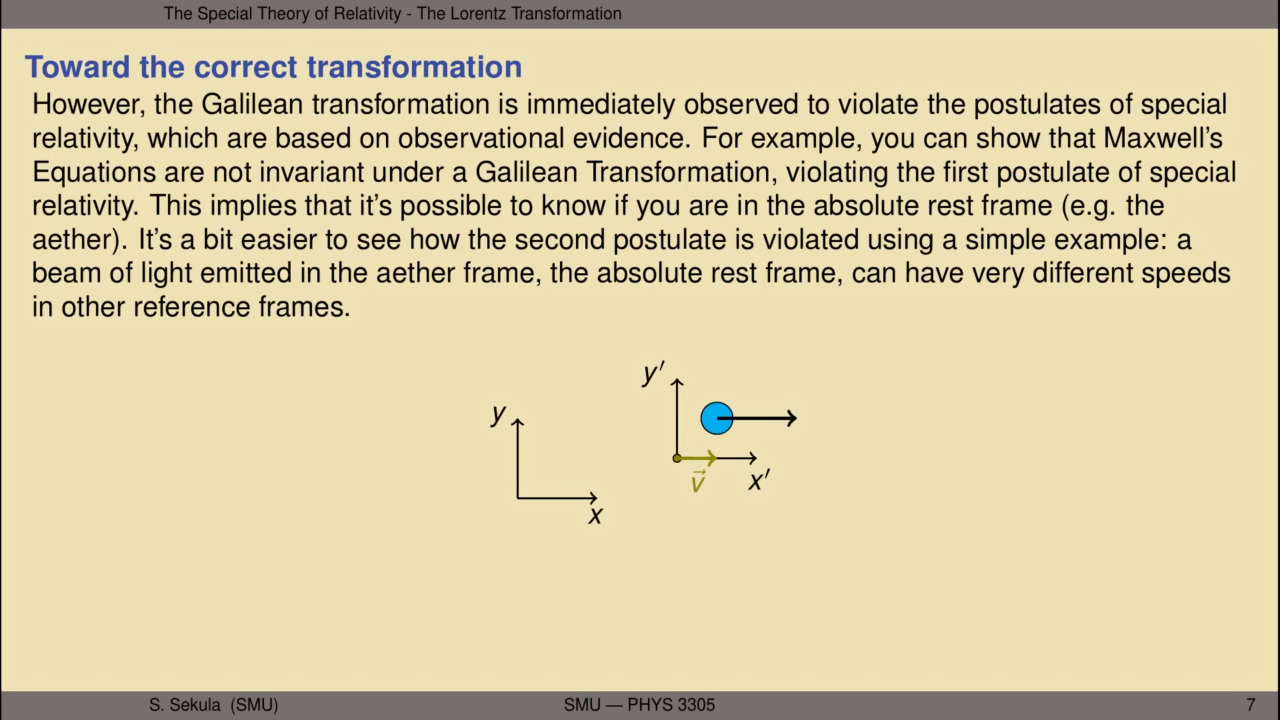 The Special Theory of Relativity - The Lorentz Transformation
Toward the correct transformation
However, the Galilean transformation is immediately observed to violate the postulates of special
relativity, which are based on observational evidence. For example, you can show that Maxwell's
Equations are not invariant under a Galilean Transformation, violating the first postulate of special
relativity. This implies that it's possible to know if you are in the absolute rest frame (e.g. the
aether). It's a bit easier to see how the second postulate is violated using a simple example: a
beam of light emitted in the aether frame, the absolute rest frame, can have very different speeds
in other reference frames.
y′
y
v⃗
x′
x
S. Sekula (SMU)
SMU — PHYS 3305
7